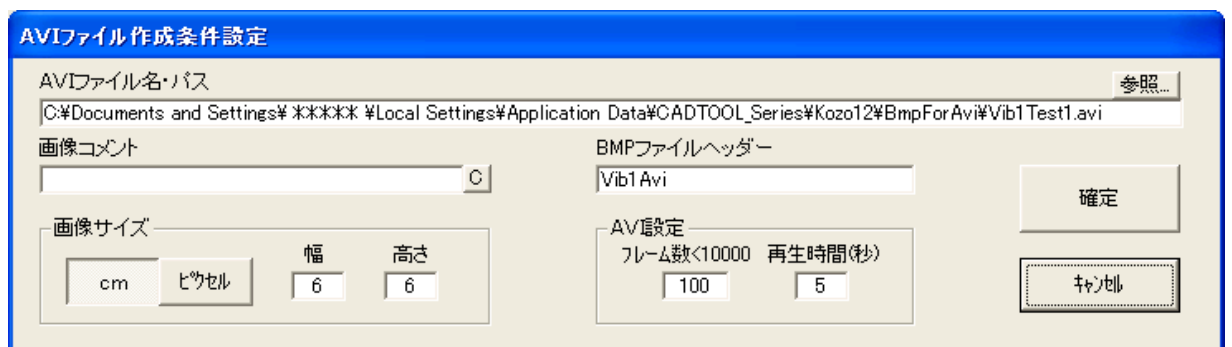 AVIファイル作成条件設定
AVIファイル名・パス
参照...
C:¥Documents and Settings¥ ***** ¥Local Settings¥Application Data¥CADTOOL_Series¥Kozo12¥BmpForAvi¥Vib1Test1.avi
画像コメント
C
BMPファイルヘッダー
Vib1Avi
確定
画像サイズ
幅 高さ
cm ピクセル 6 6
AVI設定
フレーム数<10000 再生時間(秒)
100 5
キャンセル